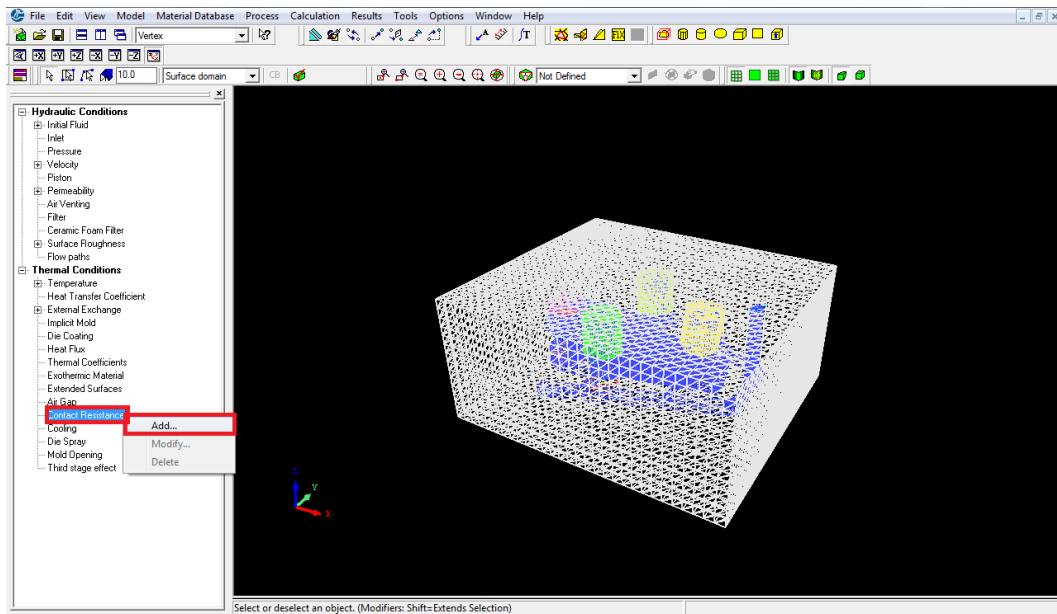 File Edit View Model Material Database Process Calculation Results Tools Options Window Help
Vertex
10.0 Surface domain CB Not Defined
Hydraulic Conditions
Initial Fluid
Inlet
Pressure
Velocity
Piston
Permeability
Air Venting
Filter
Ceramic Foam Filter
Surface Roughness
Flow paths
Thermal Conditions
Temperature
Heat Transfer Coefficient
External Exchange
Implicit Mold
Die Coating
Heat Flux
Thermal Coefficients
Exothermic Material
Extended Surfaces
Air Gap
Contact Resistance
Add...
Cooling
Die Spray
Modify...
Mold Opening
Delete
Third stage effect
Z
Y
X
Select or deselect an object. (Modifiers: Shift=Extends Selection)